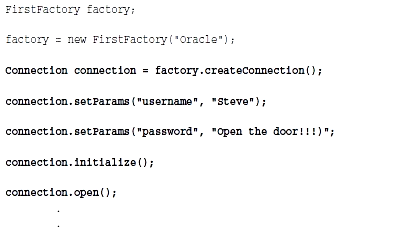 FirstFactory factory;
factory = new FirstFactory("Oracle");
Connection connection = factory.createConnection();
connection.setParams("username", "Steve");
connection.setParams("password", "Open the door!!!)";
connection.initialize();
connection.open();
.
.